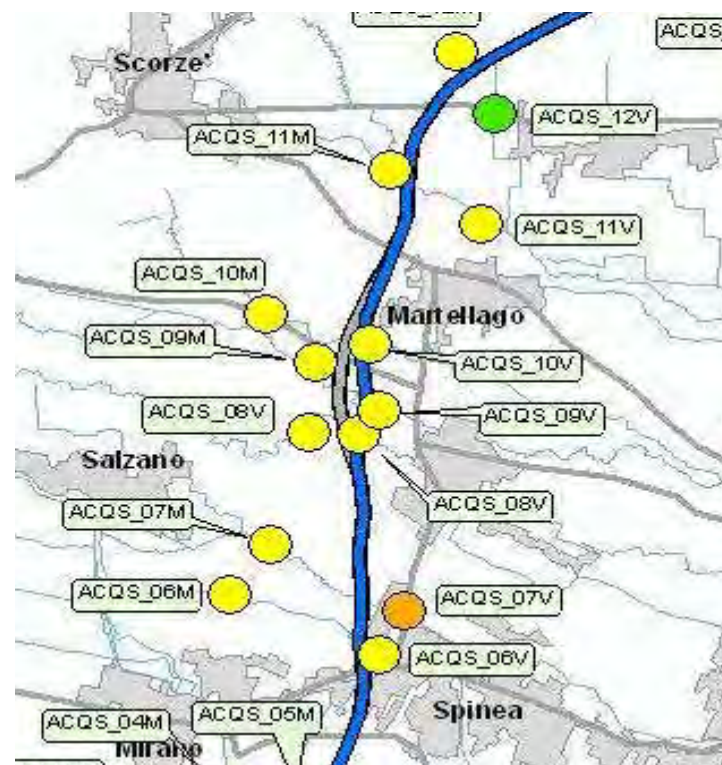 ACQS
Scorze'
ACQS_12V
ACQS_11M
ACQS_11V
ACQS_10M
Martellago
ACQS_09M
ACQS_10V
ACQS_08V
ACQS_09V
Salzano
ACQS_08V
ACQS_07M
ACQS_06M
ACQS_07V
ACQS_06V
ACQS_05M
Spinea
ACQS_04M
Mirano